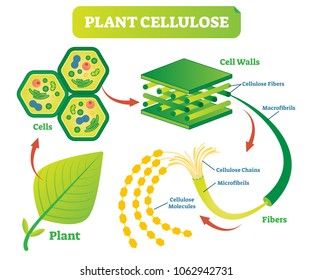 PLANT CELLULOSE
Cell Walls
Cellulose Fibers
Macrofibrils
Cells
Cellulose Chains
Microfibrils
Cellulose
Molecules
Fibers
Plant
shutterstock.com · 1062942731